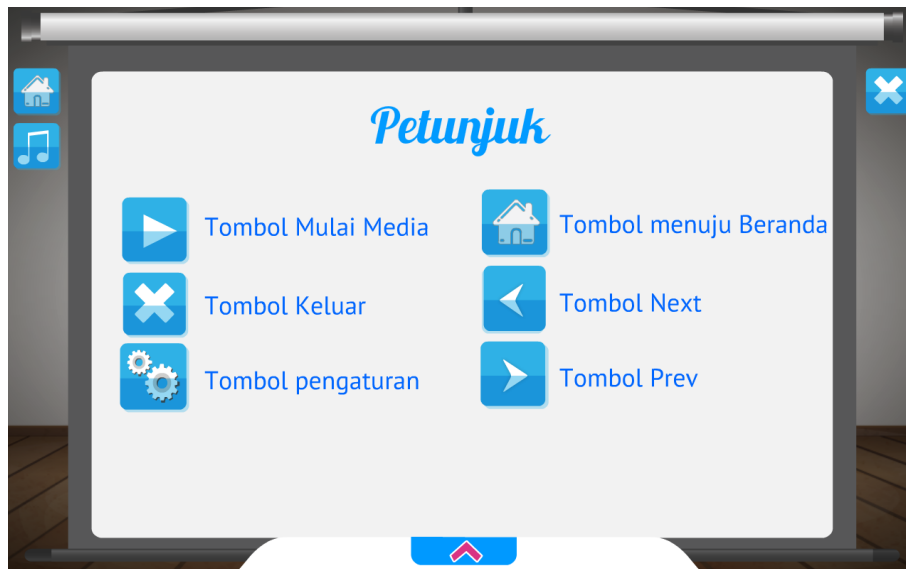 Petunjuk
Tombol Mulai Media
Tombol menuju Beranda
Tombol Keluar
Tombol Next
Tombol pengaturan
Tombol Prev